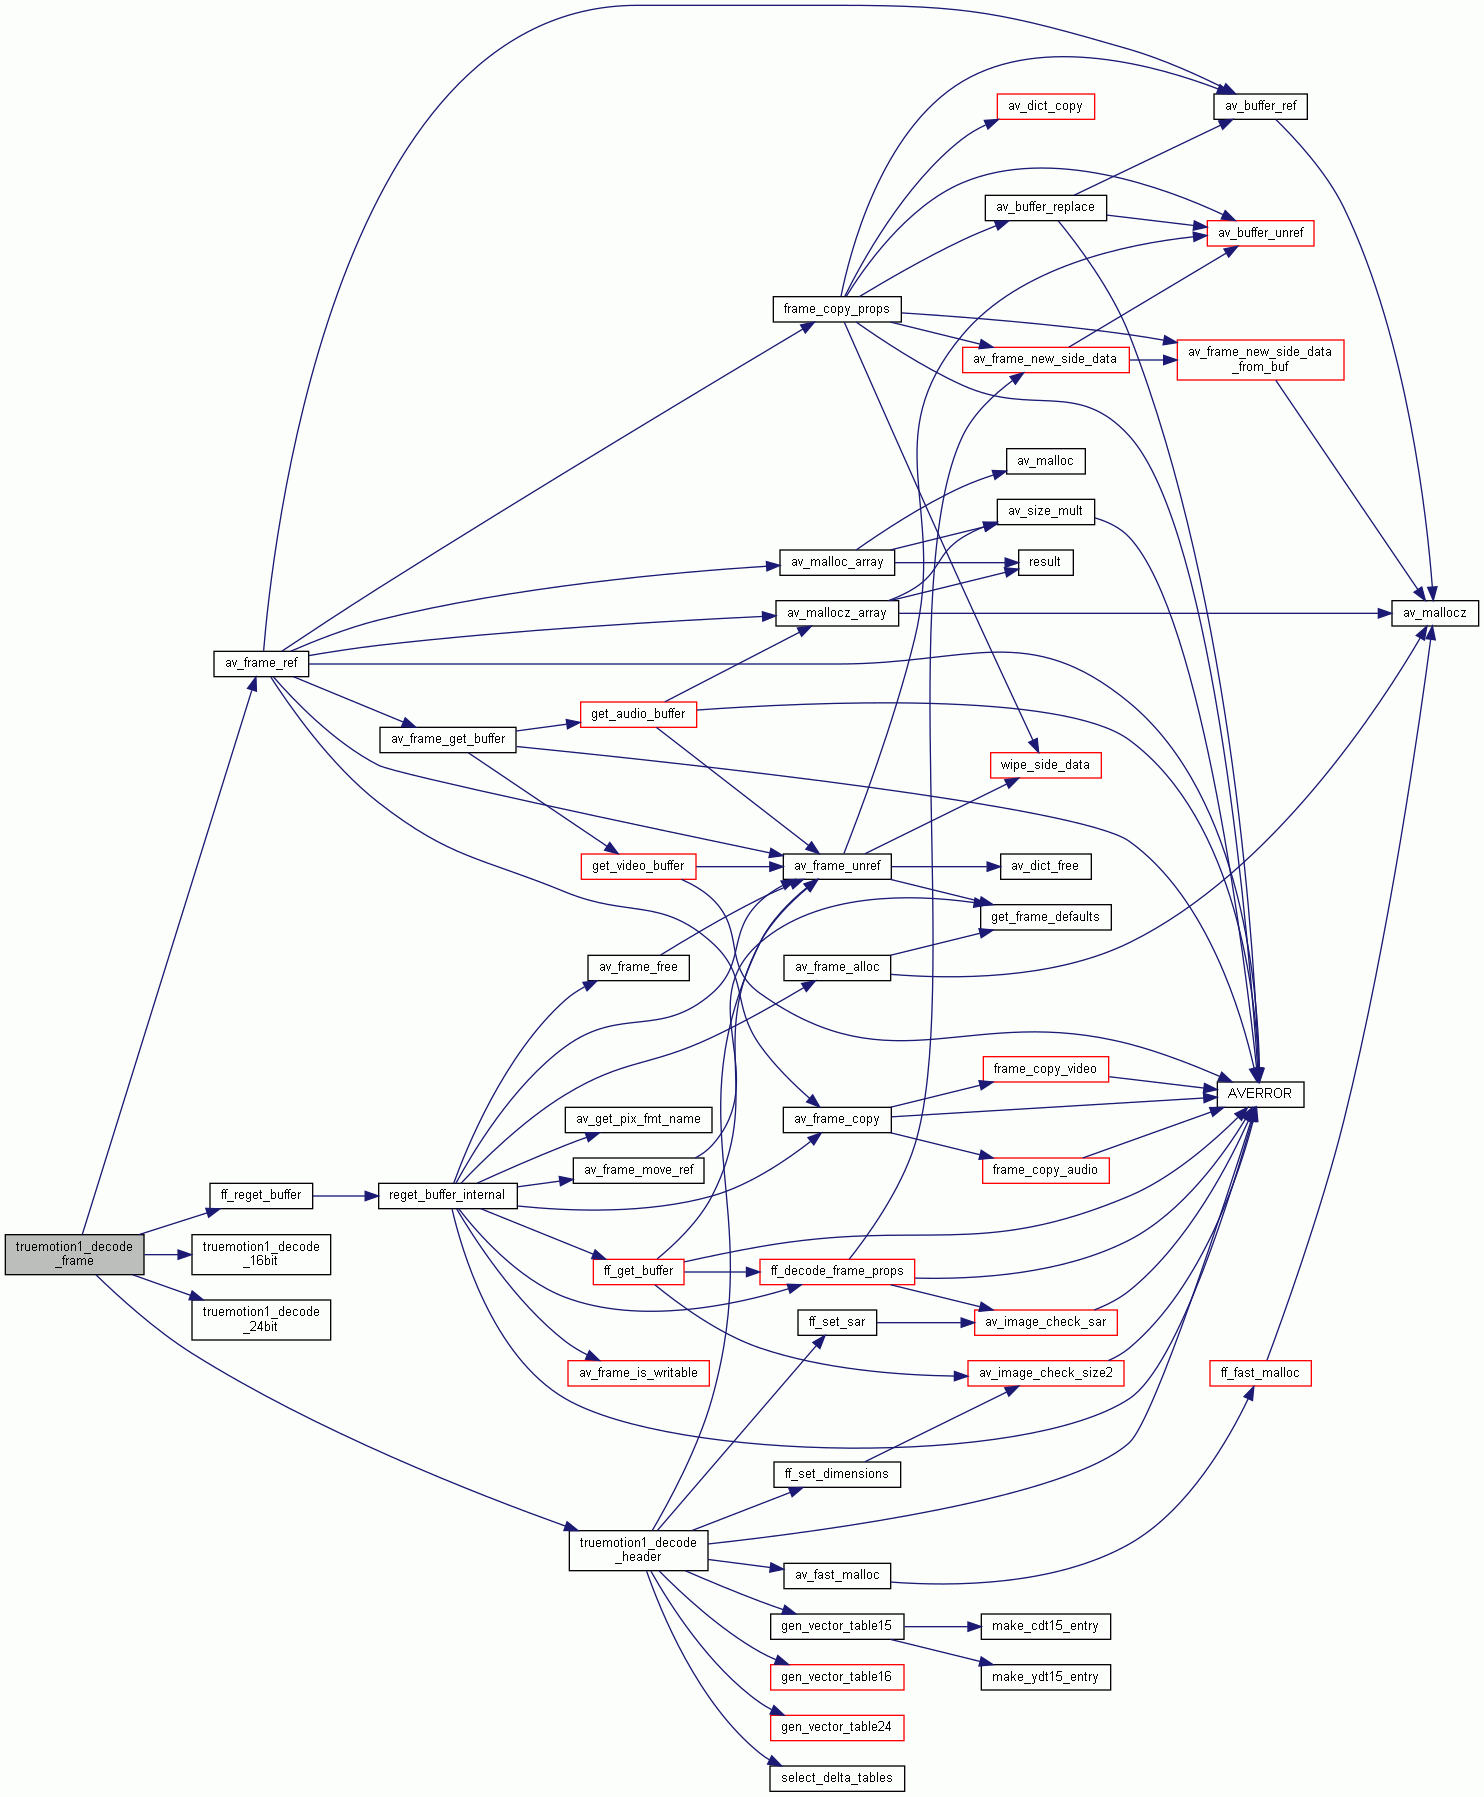 av_buffer_ref
av_dict_copy
av_buffer_replace
av_buffer_unref
frame_copy_props
av_frame_new_side_data
av_frame_new_side_data
_from_buf
av_malloc
av_size_mult
av_malloc_array
result
av_mallocz_array
av_mallocz
av_frame_ref
get_audio_buffer
av_frame_get_buffer
wipe_side_data
get_video_buffer
av_frame_unref
av_dict_free
get_frame_defaults
av_frame_free
av_frame_alloc
frame_copy_video
AVERROR
av_get_pix_fmt_name
av_frame_copy
av_frame_move_ref
frame_copy_audio
ff_reget_buffer
reget_buffer_internal
truemotion1_decode
_frame
truemotion1_decode
_16bit
ff_get_buffer
ff_decode_frame_props
truemotion1_decode
_24bit
ff_set_sar
av_image_check_sar
av_frame_is_writable
av_image_check_size2
ff_fast_malloc
ff_set_dimensions
truemotion1_decode
_header
av_fast_malloc
gen_vector_table15
make_cdt15_entry
gen_vector_table16
make_ydt15_entry
gen_vector_table24
select_delta_tables